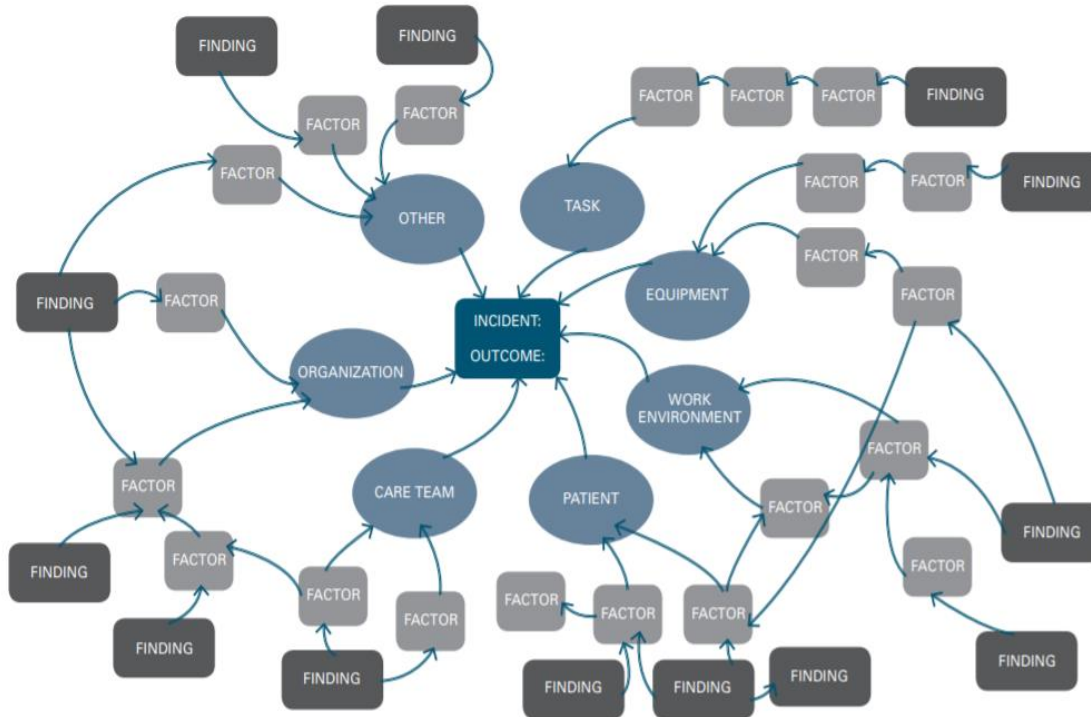 FINDING
FINDING
FACTOR
FACTOR
FACTOR
FINDING
FACTOR
FACTOR
FACTOR
FACTOR
FACTOR
FINDING
TASK
OTHER
FACTOR
FINDING
FACTOR
EQUIPMENT
FACTOR
INCIDENT:
OUTCOME:
ORGANIZATION
WORK
ENVIRONMENT
FACTOR
FACTOR
CARE TEAM
PATIENT
FACTOR
FINDING
FACTOR
FACTOR
FINDING
FACTOR
FACTOR
FACTOR
FACTOR
FACTOR
FINDING
FINDING
FINDING
FINDING
FINDING
FINDING